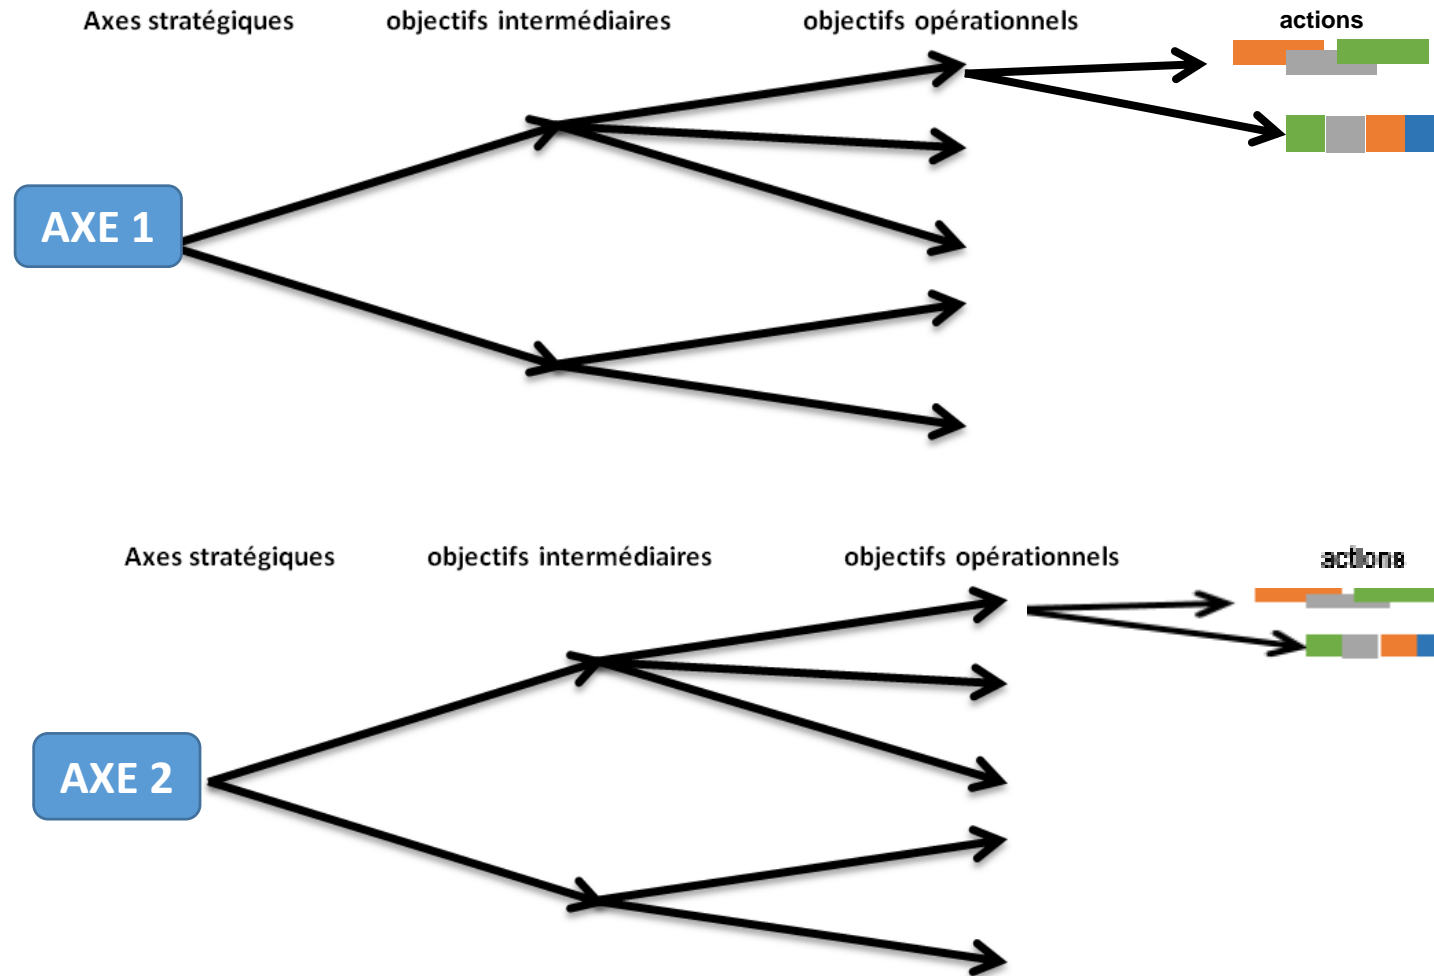 Axes stratégiques objectifs intermédiaires objectifs opérationnels actions
AXE 1
Axes stratégiques objectifs intermédiaires objectifs opérationnels actions
AXE 2